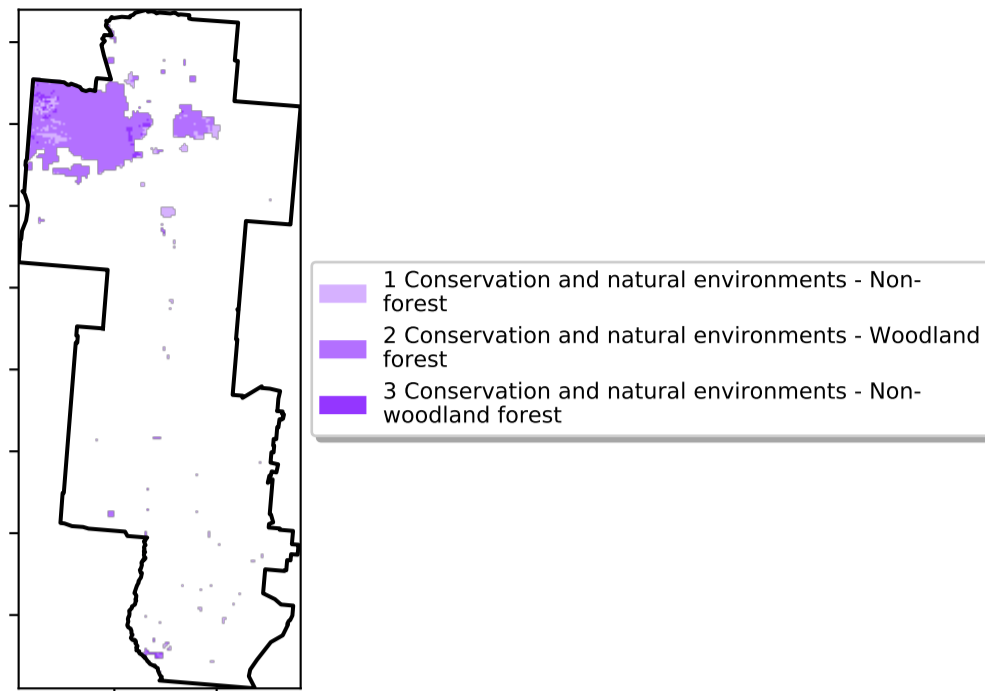 1 Conservation and natural environments - Non-
forest
2 Conservation and natural environments - Woodland
forest
3 Conservation and natural environments - Non-
woodland forest